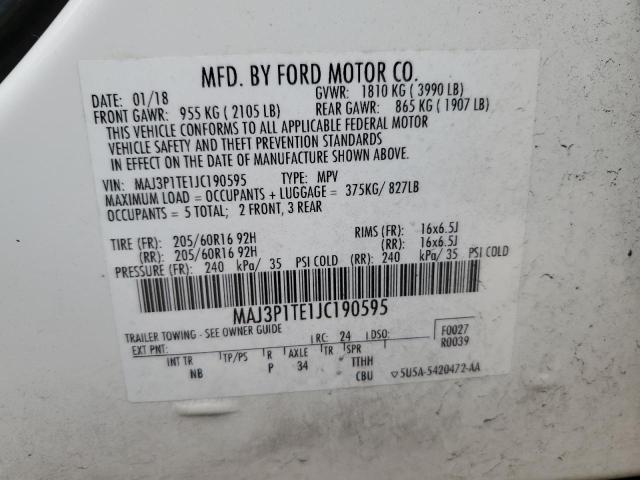 MFD. BY FORD MOTOR CO.
DATE: 01/18 GVWR: 1810 KG ( 3990 LB)
FRONT GAWR: 955 KG ( 2105 LB) REAR GAWR: 865 KG ( 1907 LB)
THIS VEHICLE CONFORMS TO ALL APPLICABLE FEDERAL MOTOR
VEHICLE SAFETY AND THEFT PREVENTION STANDARDS
IN EFFECT ON THE DATE OF MANUFACTURE SHOWN ABOVE.
VIN: MAJ3P1TE1JC190595 TYPE: MPV
MAXIMUM LOAD = OCCUPANTS + LUGGAGE = 375KG/ 827LB
OCCUPANTS = 5 TOTAL; 2 FRONT, 3 REAR
TIRE (FR): 205/60R16 92H RIMS (FR): 16x6.5J
(RR): 205/60R16 92H (RR): 16x6.5J
PRESSURE (FR): 240 kPa/ 35 PSI COLD (RR): 240 kPa/ 35 PSI COLD
MAJ3P1TE1JC190595
TRAILER TOWING - SEE OWNER GUIDE
EXT PNT: RC: 24 DSO: F0027
R0039
INT TR TP/PS R AXLE TR SPR
NB P 34 TTHH
CBU 5U5A-5420472-AA